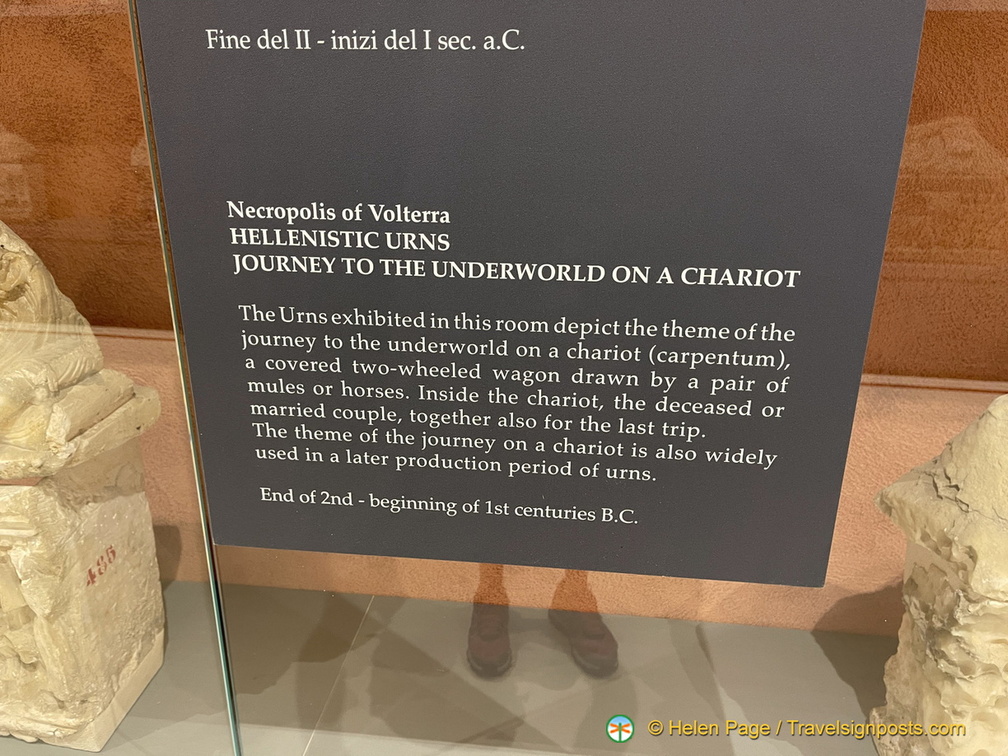 Fine del II - inizi del I sec. a.C.
Necropolis of Volterra
HELLENISTIC URNS
JOURNEY TO THE UNDERWORLD ON A CHARIOT
The Urns exhibited in this room depict the theme of the
journey to the underworld on a chariot (carpentum),
a covered two-wheeled wagon drawn by a pair of
mules or horses. Inside the chariot, the deceased or
married couple, together also for the last trip.
The theme of the journey on a chariot is also widely
used in a later production period of urns.
End of 2nd - beginning of 1st centuries B.C.
486
© Helen Page / Travelsignposts.com